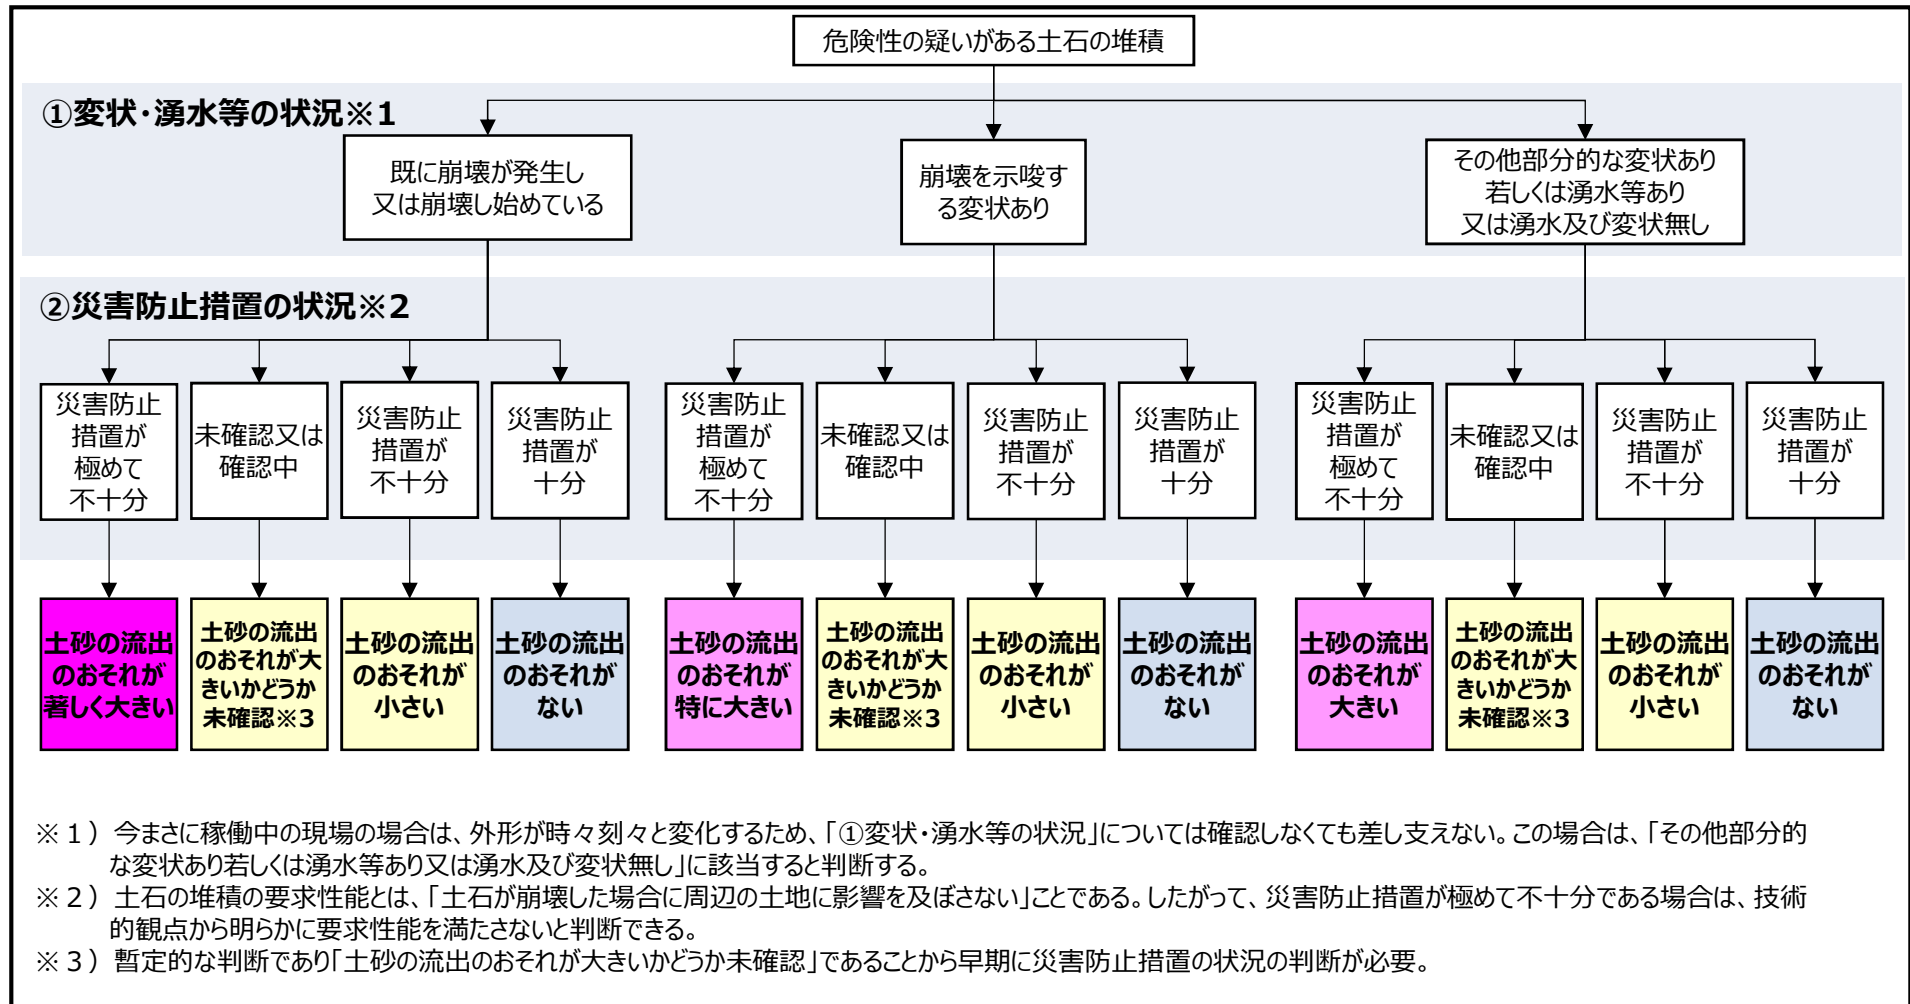 危険性の疑いがある土石の堆積
①変状・湧水等の状況※1
既に崩壊が発生し
又は崩壊し始めている
崩壊を示唆す
る変状あり
その他部分的な変状あり
若しくは湧水等あり
又は湧水及び変状無し
②災害防止措置の状況※2
災害防止
措置が
極めて
不十分
未確認又は
確認中
災害防止
措置が
不十分
災害防止
措置が
十分
災害防止
措置が
極めて
不十分
未確認又は
確認中
災害防止
措置が
不十分
災害防止
措置が
十分
災害防止
措置が
極めて
不十分
未確認又は
確認中
災害防止
措置が
不十分
災害防止
措置が
十分
土砂の流出
のおそれが
著しく大きい
土砂の流出
のおそれが大
きいかどうか
未確認※3
土砂の流出
のおそれが
小さい
土砂の流出
のおそれが
ない
土砂の流出
のおそれが
特に大きい
土砂の流出
のおそれが大
きいかどうか
未確認※3
土砂の流出
のおそれが
小さい
土砂の流出
のおそれが
ない
土砂の流出
のおそれが
大きい
土砂の流出
のおそれが大
きいかどうか
未確認※3
土砂の流出
のおそれが
小さい
土砂の流出
のおそれが
ない
※１）今まさに稼働中の現場の場合は、外形が時々刻々と変化するため、「①変状・湧水等の状況」については確認しなくても差し支えない。この場合は、「その他部分的
な変状あり若しくは湧水等あり又は湧水及び変状無し」に該当すると判断する。
※２）土石の堆積の要求性能とは、「土石が崩壊した場合に周辺の土地に影響を及ぼさない」ことである。したがって、災害防止措置が極めて不十分である場合は、技術
的観点から明らかに要求性能を満たさないと判断できる。
※３）暫定的な判断であり「土砂の流出のおそれが大きいかどうか未確認」であることから早期に災害防止措置の状況の判断が必要。